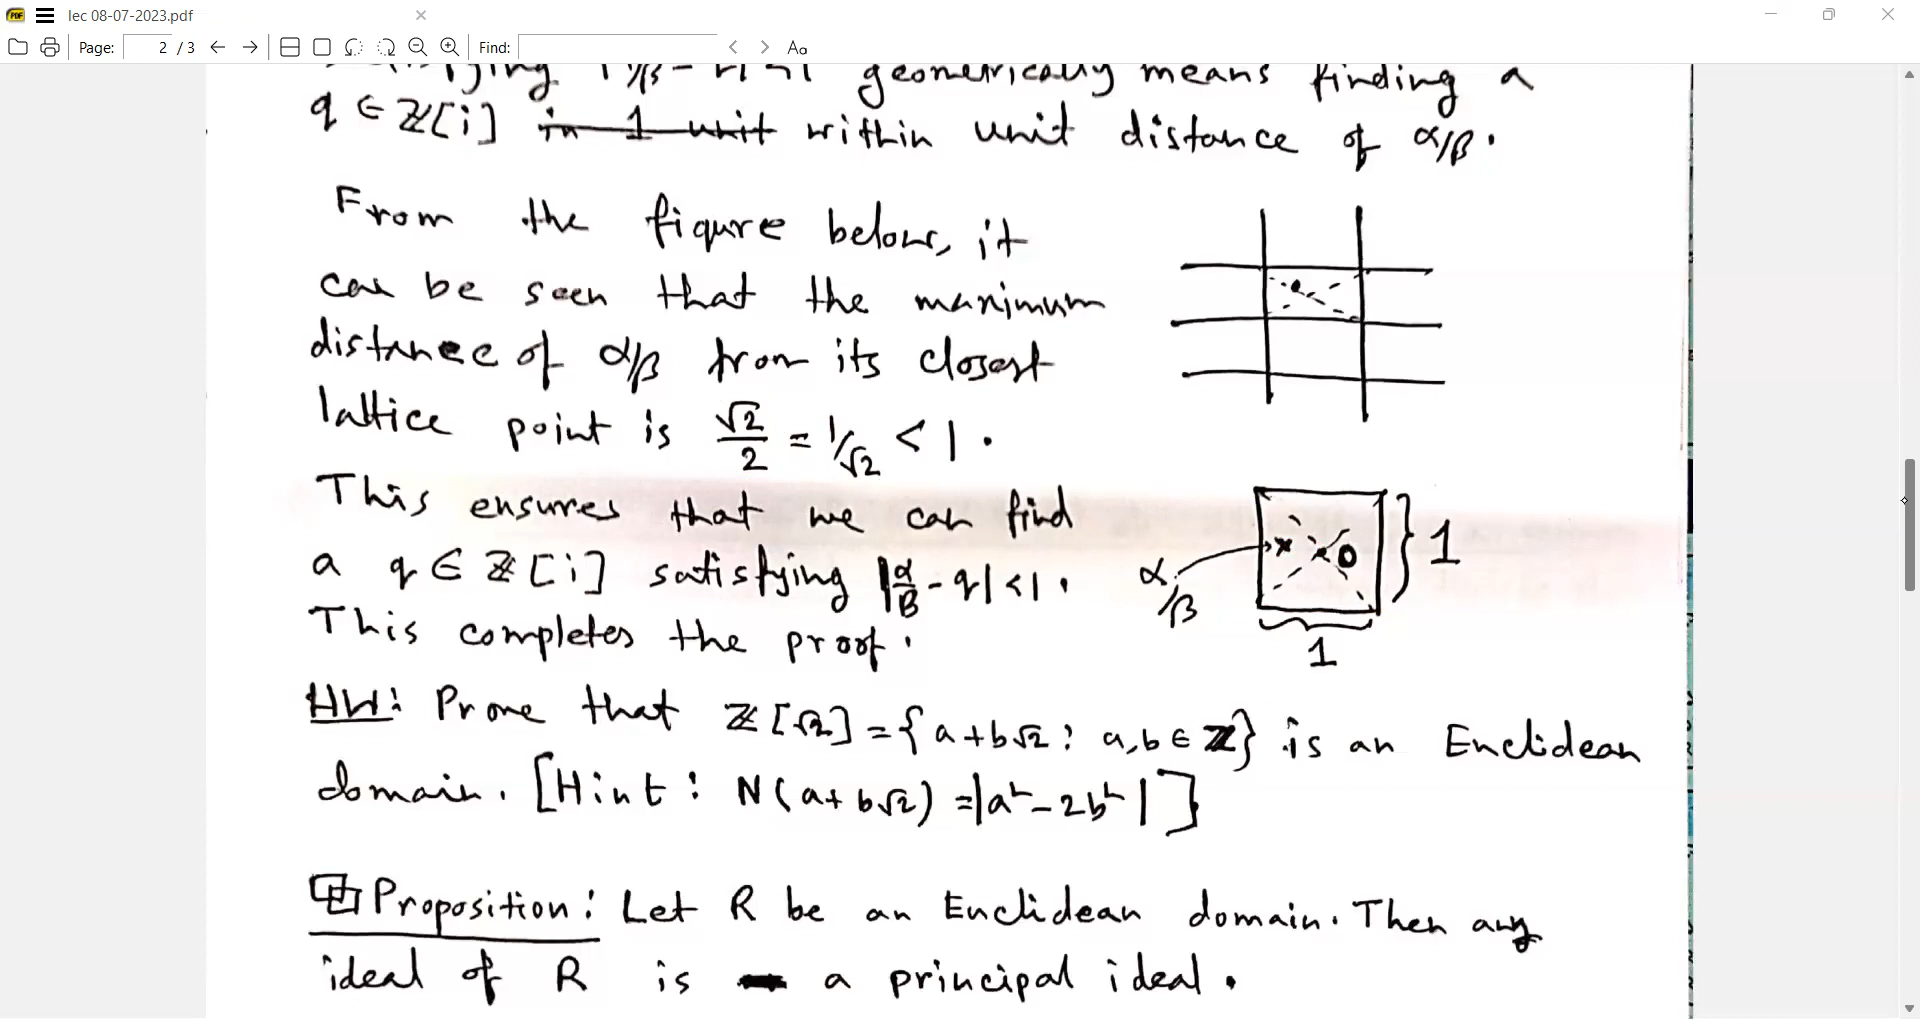 lec 08-07-2023.pdf
Page: 2 / 3 Find: Aa
geometrically means finding a
q ∈ ℤ[i] in 1 unit within unit distance of α/β.
From the figure below, it
can be seen that the maximum
distance of α/β from its closest
lattice point is √2/2 = 1/√2 < 1.
This ensures that we can find
a q ∈ ℤ[i] satisfying |α/β - q| < 1.
This completes the proof.
α/β
1
1
HW: Prove that ℤ[√2] = {a+b√2 : a,b ∈ ℤ} is an Euclidean
domain. [Hint: N(a+b√2) = |a²-2b²|]
Proposition: Let R be an Euclidean domain. Then any
ideal of R is a principal ideal.